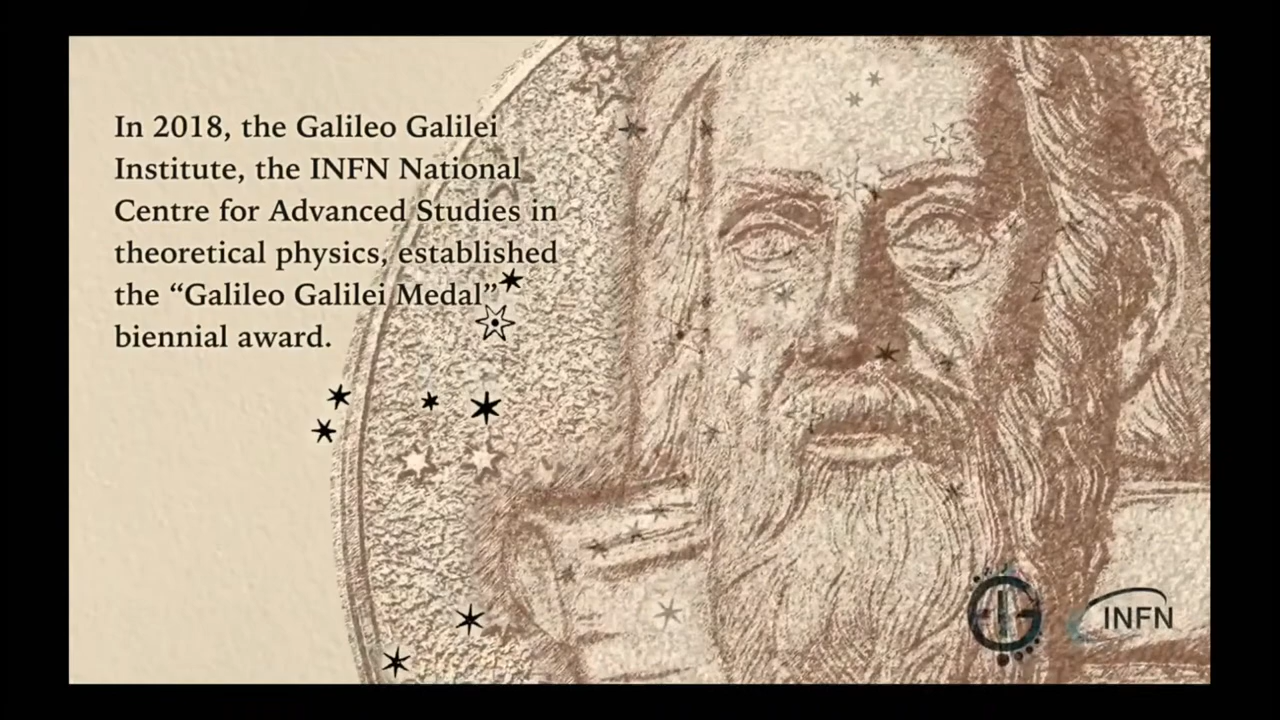 In 2018, the Galileo Galilei
Institute, the INFN National
Centre for Advanced Studies in
theoretical physics, established
the “Galileo Galilei Medal”
biennial award.
INFN